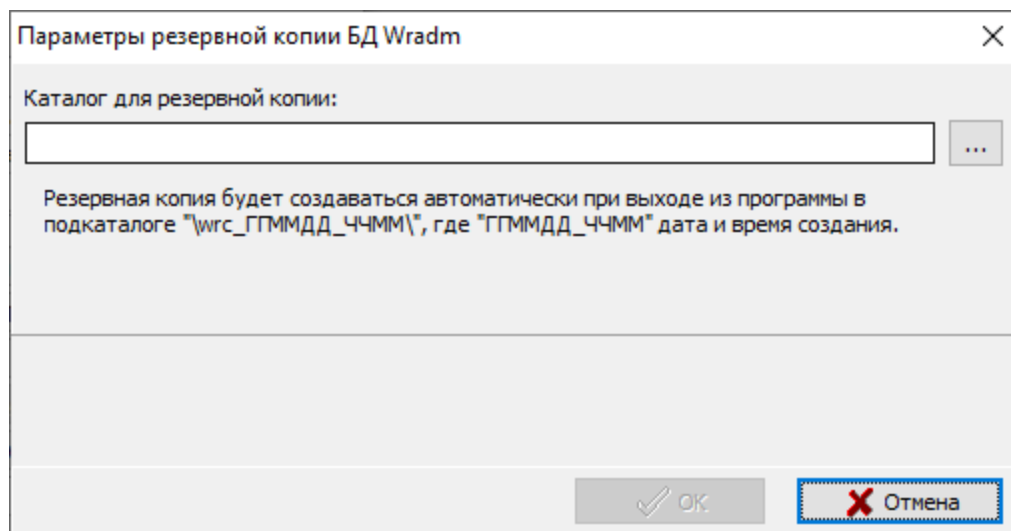 Параметры резервной копии БД Wradm
Каталог для резервной копии:
...
Резервная копия будет создаваться автоматически при выходе из программы в
подкаталоге "\wrc_ГГММДД_ЧЧММ\", где "ГГММДД_ЧЧММ" дата и время создания.
OK
Отмена